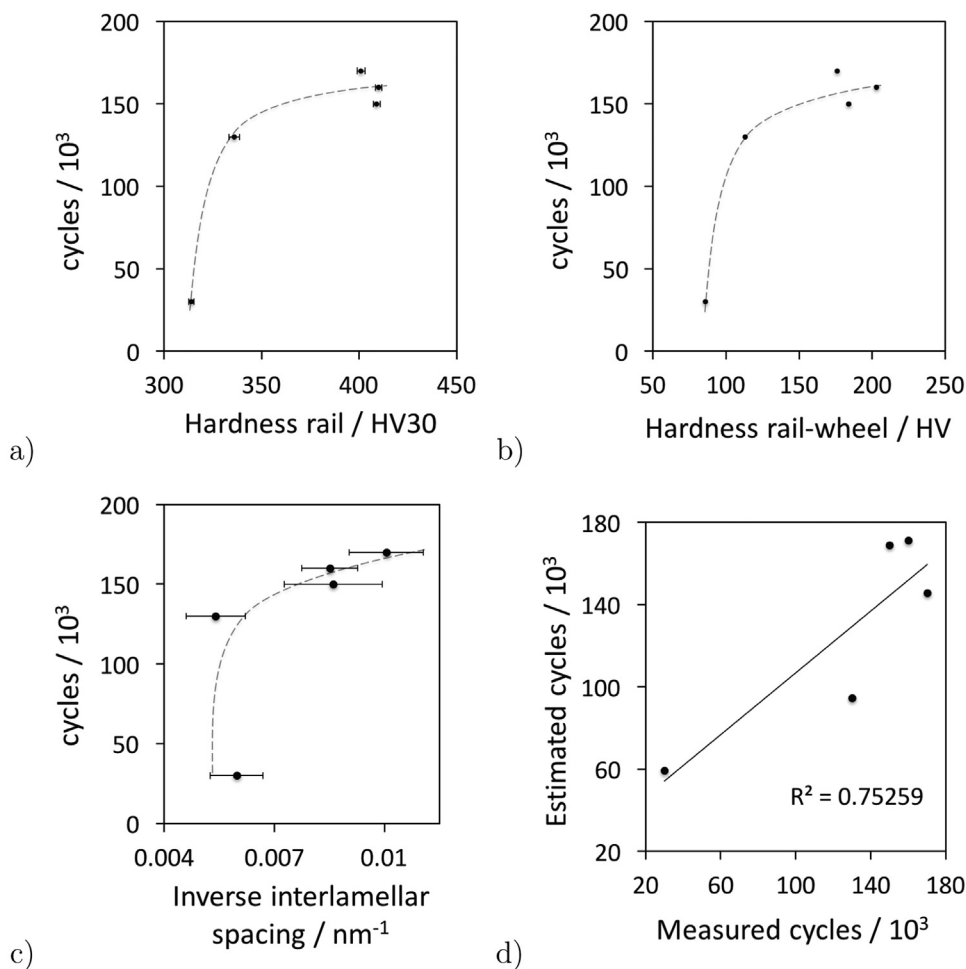 cycles / 10³
200
150
100
50
0
300 350 400 450
Hardness rail / HV30
a)
cycles / 10³
200
150
100
50
0
50 100 150 200 250
Hardness rail-wheel / HV
b)
cycles / 10³
200
150
100
50
0
0.004 0.007 0.01
Inverse interlamellar
spacing / nm⁻¹
c)
Estimated cycles / 10³
180
140
100
60
20
R² = 0.75259
20 60 100 140 180
Measured cycles / 10³
d)